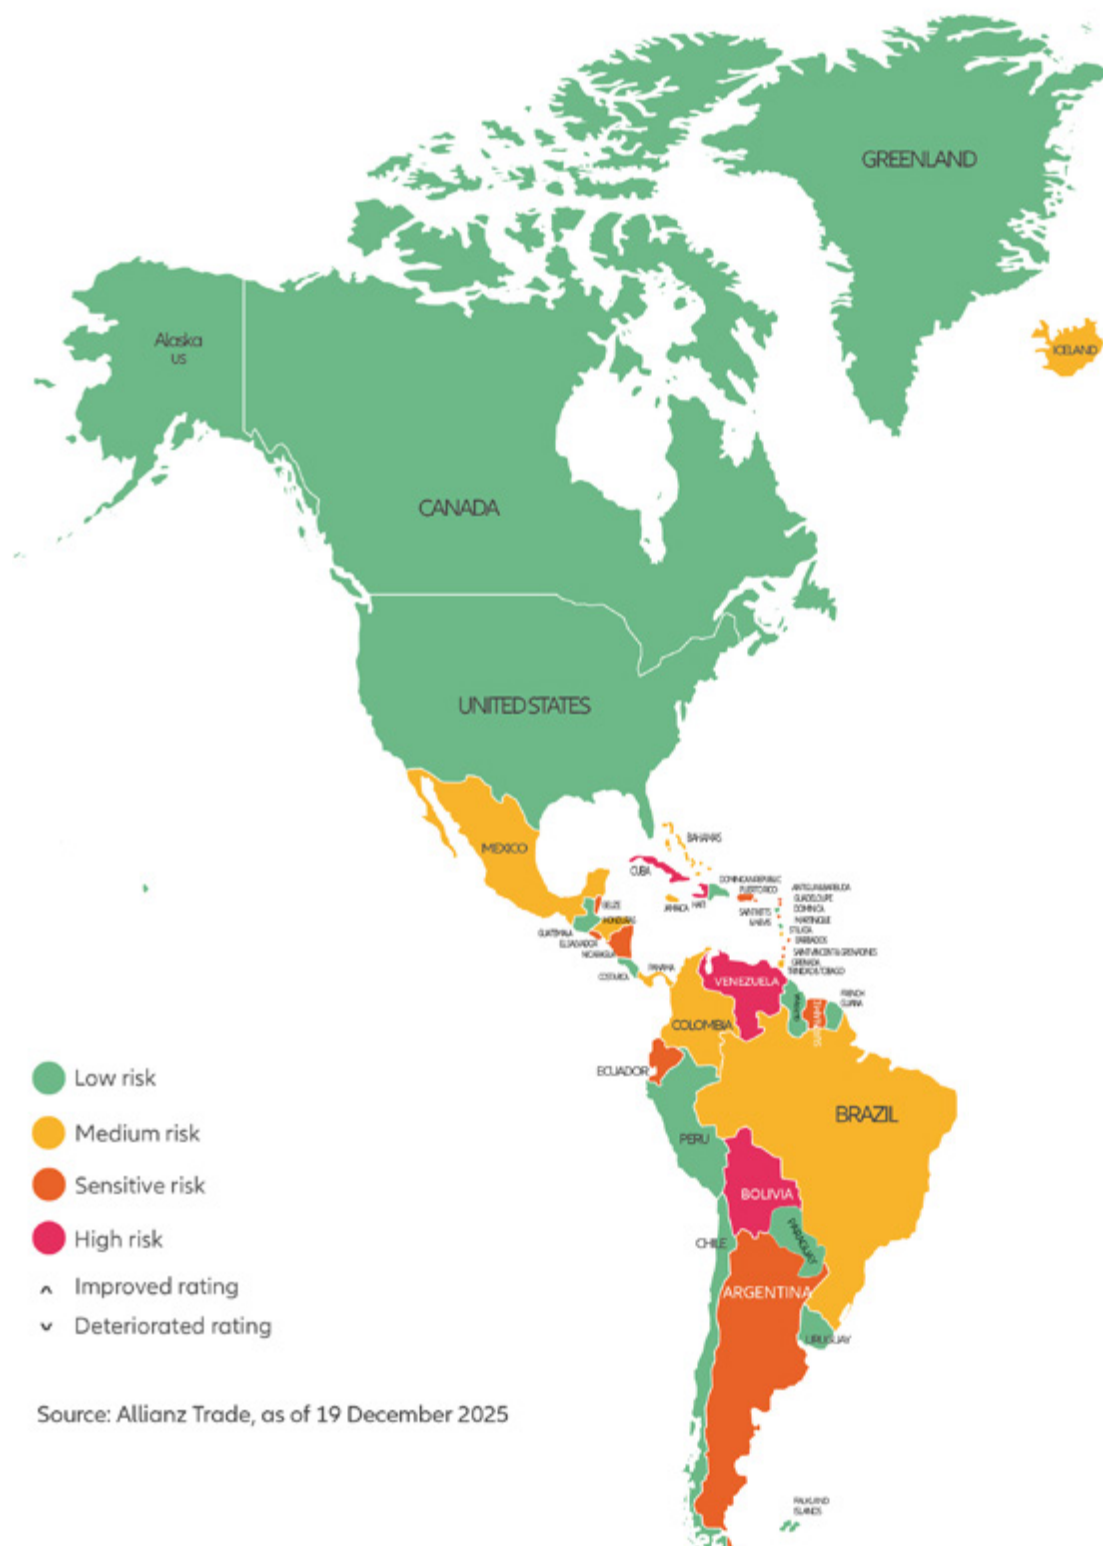 GREENLAND
Alaska
US
ICELAND
CANADA
UNITED STATES
MEXICO
BAHAMAS
CUBA
DOMINICAN REPUBLIC
PUERTO RICO
JAMAICA
HAITI
ANTIGUA & BARBUDA
GUADELOUPE
DOMINICA
MARTINIQUE
SAINT KITTS
& NEVIS
ST LUCIA
BARBADOS
SAINT VINCENT & GRENADINES
GRENADA
TRINIDAD & TOBAGO
BELIZE
HONDURAS
GUATEMALA
EL SALVADOR
NICARAGUA
COSTA RICA
PANAMA
VENEZUELA
FRENCH
GUIANA
SURINAME
COLOMBIA
ECUADOR
BRAZIL
PERU
BOLIVIA
PARAGUAY
CHILE
ARGENTINA
URUGUAY
Low risk
Medium risk
Sensitive risk
High risk
Improved rating
Deteriorated rating
Source: Allianz Trade, as of 19 December 2025
FALKLAND
ISLANDS